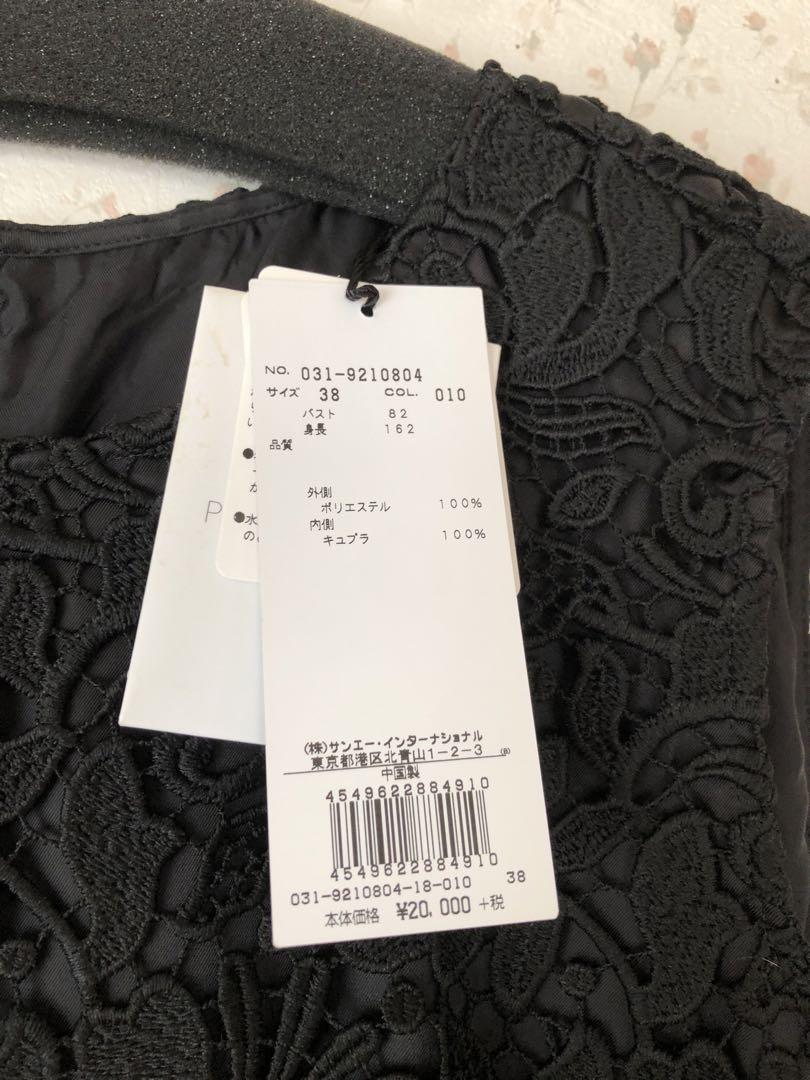 NO. 031-9210804
サイズ 38 COL. 010
バスト 82
身長 162
品質
外側
ポリエステル 100%
内側
キュプラ 100%
(株)サンエー・インターナショナル
東京都港区北青山1-2-3 (B)
中国製
4549622884910
4549622884910
031-9210804-18-010 38
本体価格 ¥20,000 +税
P
い
か
●水
の